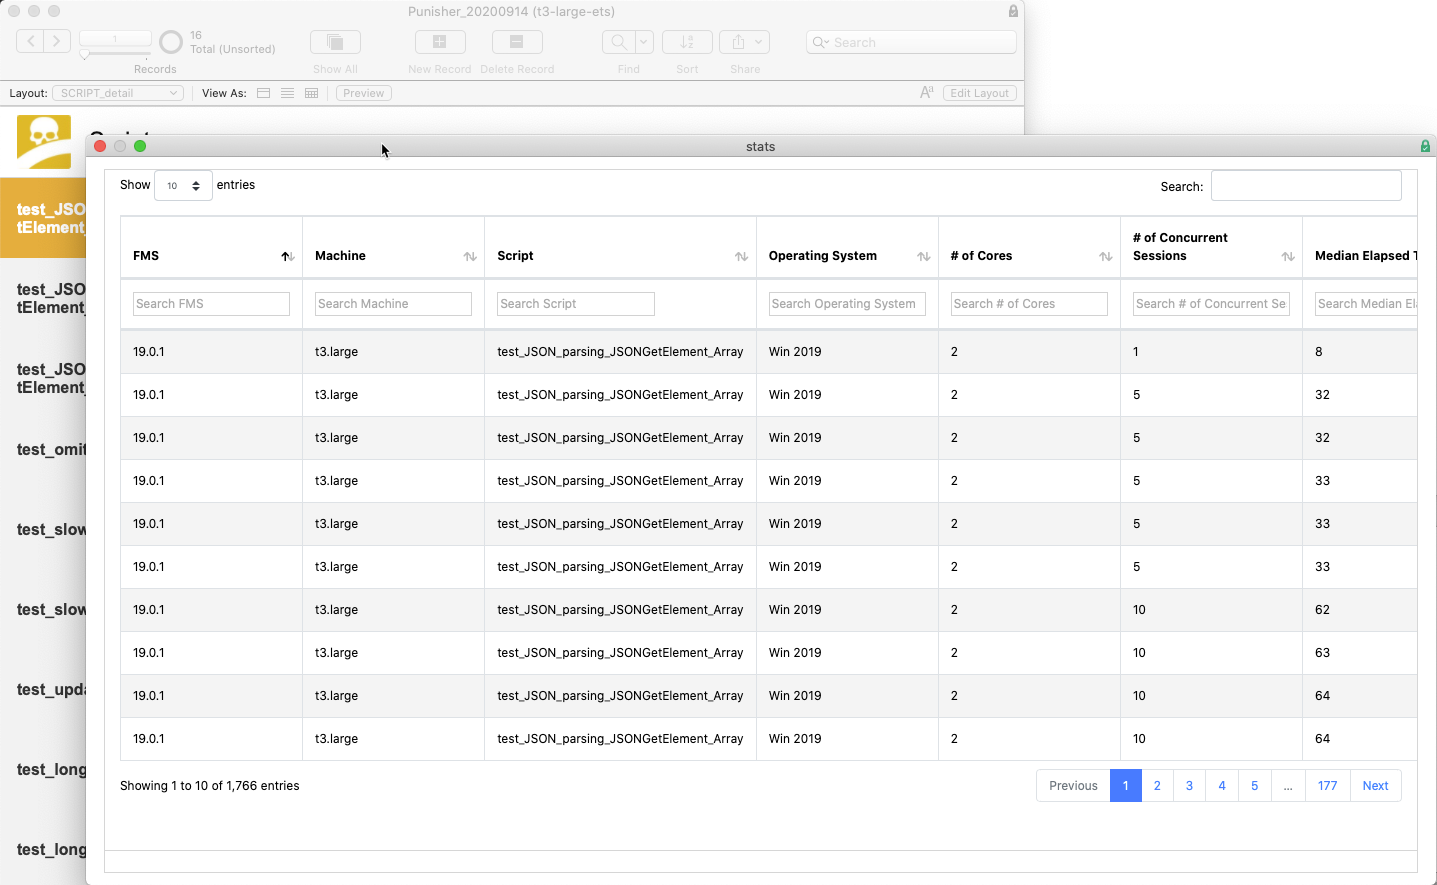 Punisher_20200914 (t3-large-ets)
1
16
Total (Unsorted)
Records
Show All
New Record
Delete Record
Find
Sort
Share
Search
Layout:
SCRIPT_detail
View As:
Preview
Aa
Edit Layout
test_JSO
tElement_
test_JSO
tElement_
test_JSO
tElement_
test_omit
test_slow
test_slow
test_upda
test_long
test_long
stats
Show 10 entries
Search:
FMS Machine Script Operating System # of Cores # of Concurrent Sessions Median Elapsed T
Search FMS Search Machine Search Script Search Operating System Search # of Cores Search # of Concurrent Se Search Median El
19.0.1 t3.large test_JSON_parsing_JSONGetElement_Array Win 2019 2 1 8
19.0.1 t3.large test_JSON_parsing_JSONGetElement_Array Win 2019 2 5 32
19.0.1 t3.large test_JSON_parsing_JSONGetElement_Array Win 2019 2 5 32
19.0.1 t3.large test_JSON_parsing_JSONGetElement_Array Win 2019 2 5 33
19.0.1 t3.large test_JSON_parsing_JSONGetElement_Array Win 2019 2 5 33
19.0.1 t3.large test_JSON_parsing_JSONGetElement_Array Win 2019 2 5 33
19.0.1 t3.large test_JSON_parsing_JSONGetElement_Array Win 2019 2 10 62
19.0.1 t3.large test_JSON_parsing_JSONGetElement_Array Win 2019 2 10 63
19.0.1 t3.large test_JSON_parsing_JSONGetElement_Array Win 2019 2 10 64
19.0.1 t3.large test_JSON_parsing_JSONGetElement_Array Win 2019 2 10 64
Showing 1 to 10 of 1,766 entries
Previous 1 2 3 4 5 ... 177 Next